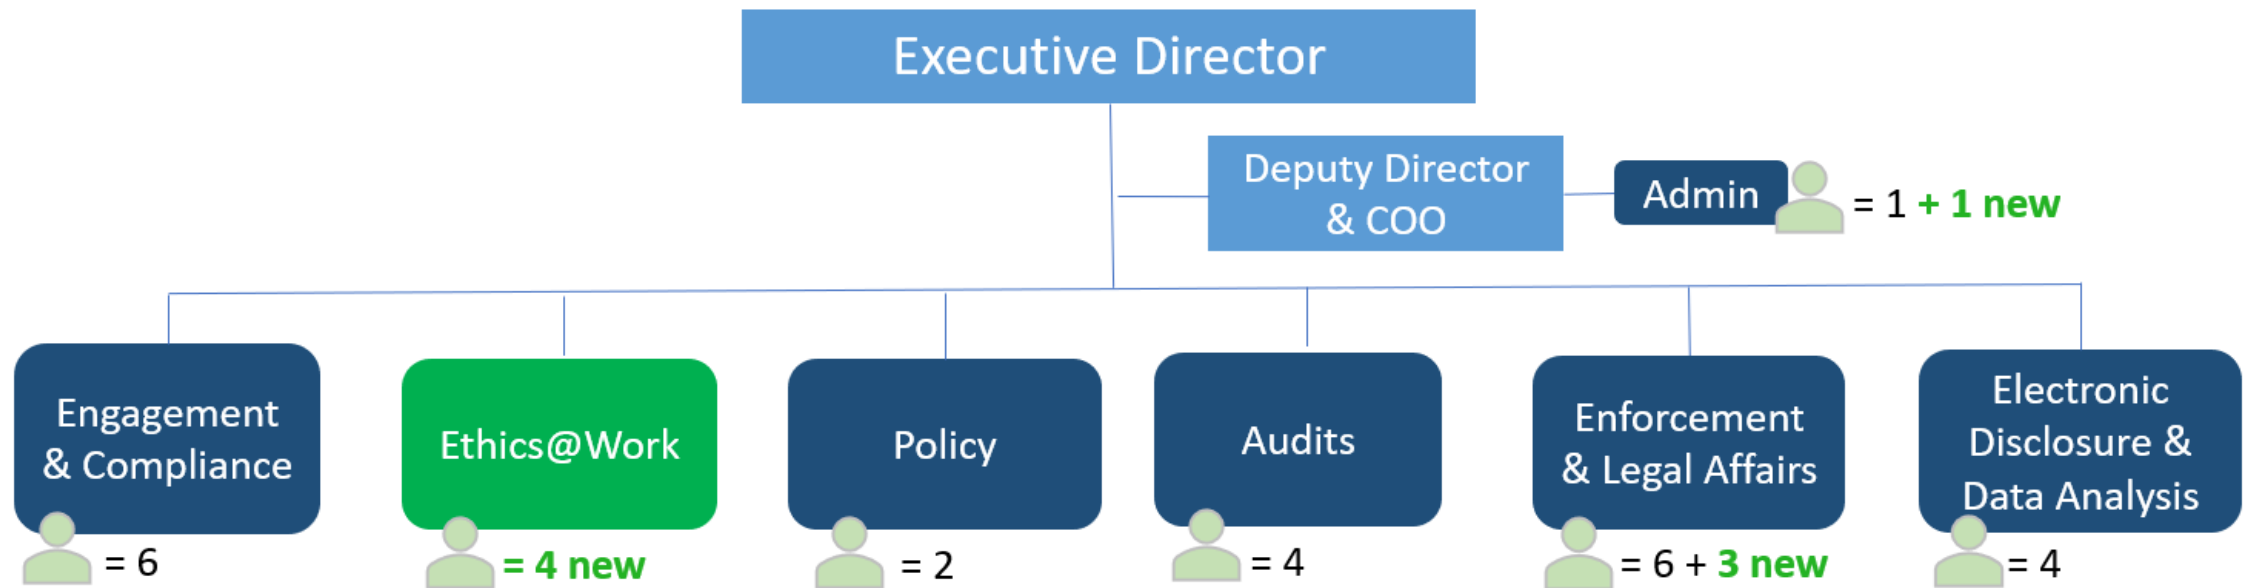 Executive Director
Deputy Director
& COO
Admin
= 1 + 1 new
Engagement
& Compliance
= 6
Ethics@Work
= 4 new
Policy
= 2
Audits
= 4
Enforcement
& Legal Affairs
= 6 + 3 new
Electronic
Disclosure &
Data Analysis
= 4